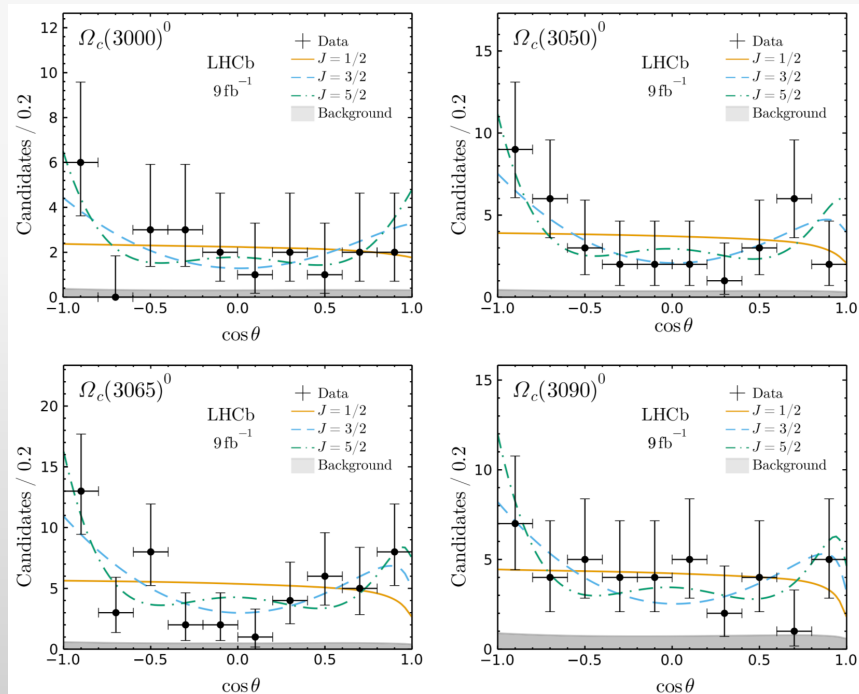 Ω_c(3000)^0
LHCb
9 fb^−1
Data
J = 1/2
J = 3/2
J = 5/2
Background
Candidates / 0.2
0
2
4
6
8
10
12
−1.0
−0.5
0.0
0.5
1.0
cos θ
Ω_c(3050)^0
LHCb
9 fb^−1
Data
J = 1/2
J = 3/2
J = 5/2
Background
Candidates / 0.2
0
5
10
15
−1.0
−0.5
0.0
0.5
1.0
cos θ
Ω_c(3065)^0
LHCb
9 fb^−1
Data
J = 1/2
J = 3/2
J = 5/2
Background
Candidates / 0.2
0
5
10
15
20
−1.0
−0.5
0.0
0.5
1.0
cos θ
Ω_c(3090)^0
LHCb
9 fb^−1
Data
J = 1/2
J = 3/2
J = 5/2
Background
Candidates / 0.2
0
5
10
15
−1.0
−0.5
0.0
0.5
1.0
cos θ